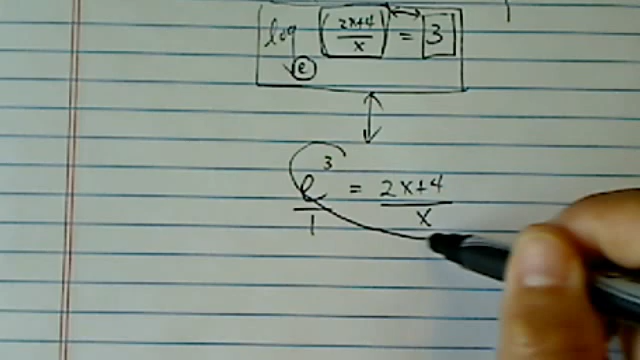 log e (2x+4/x) = 3
e^3/1 = 2x+4/x